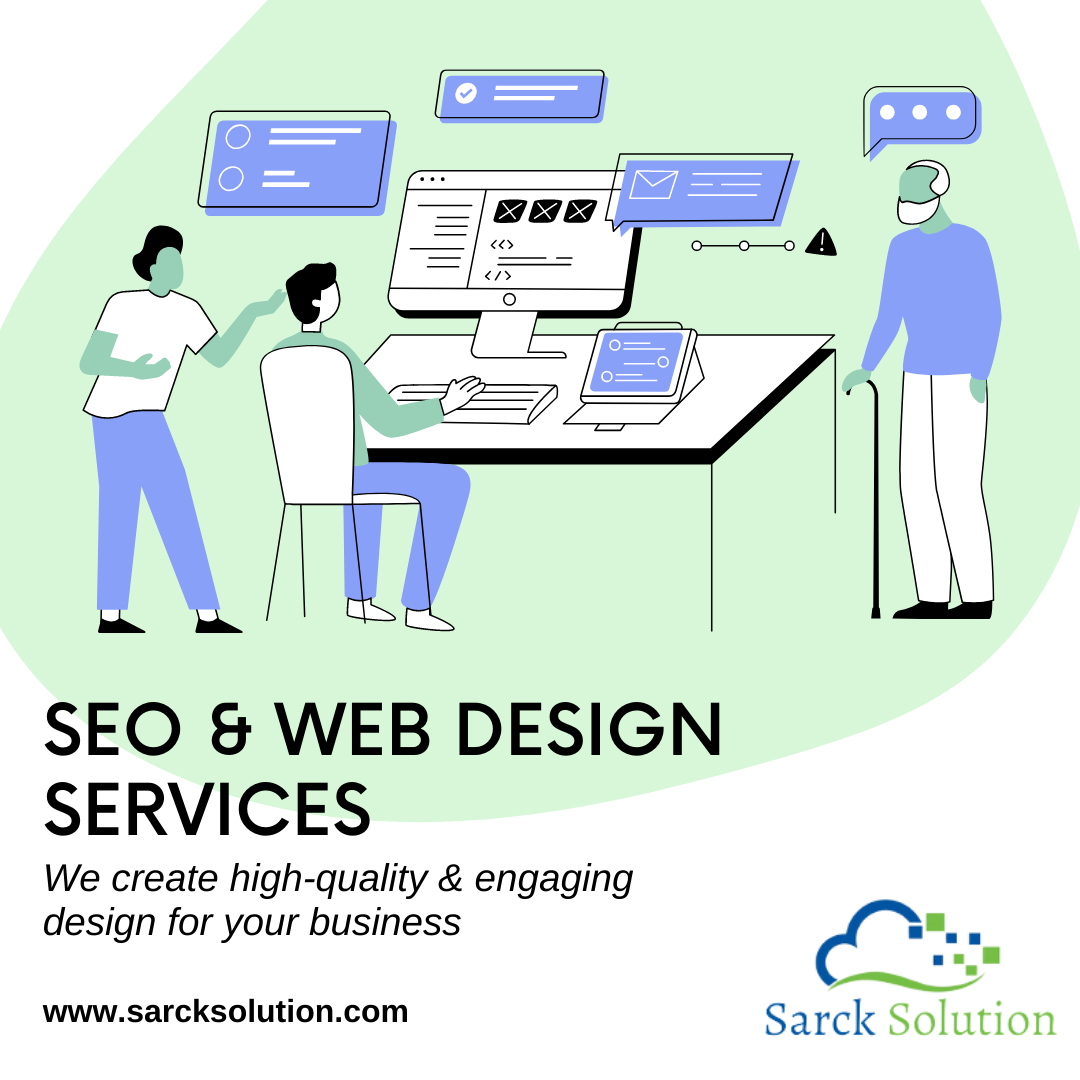 SEO & WEB DESIGN
SERVICES
We create high-quality & engaging
design for your business
www.sarcksolution.com
Sarck Solution